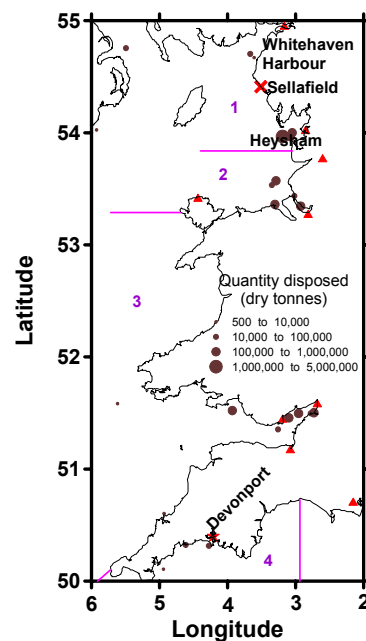 55
Whitehaven
Harbour
Sellafield
1
54
Heysham
2
53
Quantity disposed
(dry tonnes)
3
500 to 10,000
10,000 to 100,000
100,000 to 1,000,000
1,000,000 to 5,000,000
Latitude
52
51
Devonport
4
50
6 5 4 3 2
Longitude